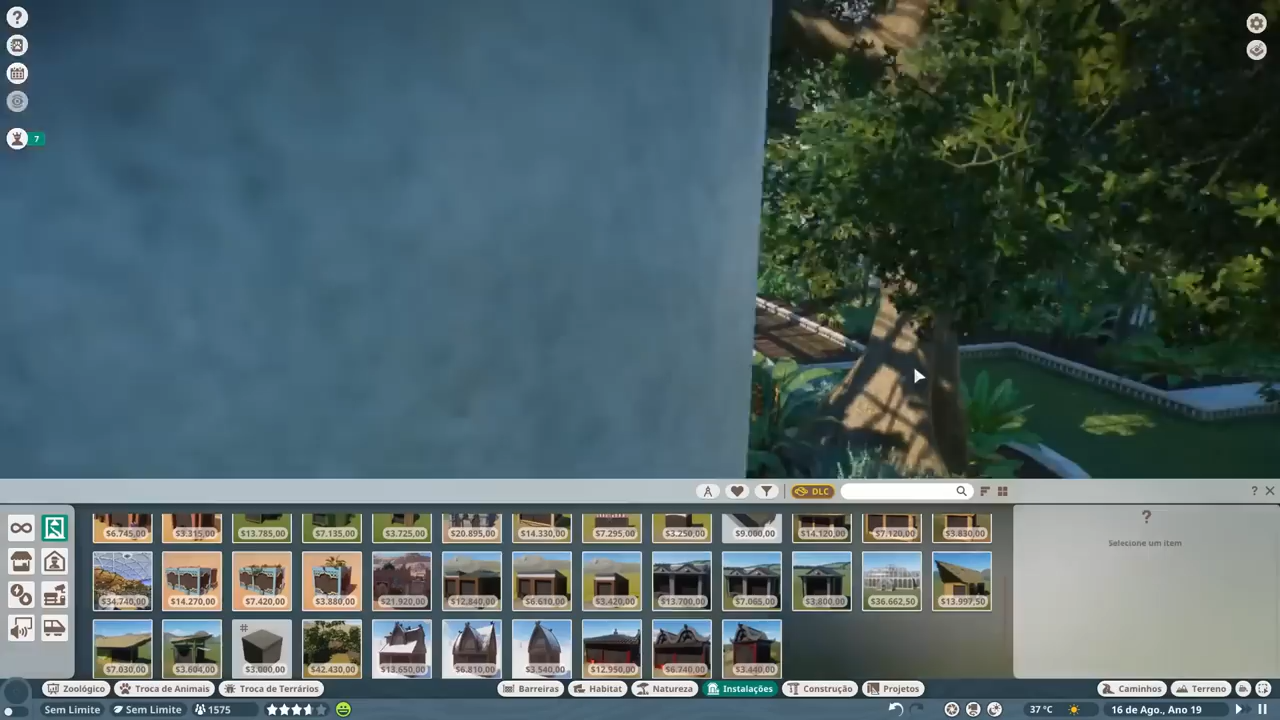 ?
7
DLC
? ×
$6.745,00 $3.315,00 $13.785,00 $7.135,00 $3.725,00 $20.895,00 $14.330,00 $7.295,00 $3.250,00 $9.000,00 $14.120,00 $7.120,00 $3.830,00
?
Selecione um item
$34.740,00 $14.270,00 $7.420,00 $3.880,00 $21.920,00 $12.840,00 $6.610,00 $3.420,00 $13.700,00 $7.065,00 $3.800,00 $36.662,50 $13.997,50
#
$7.030,00 $3.604,00 $3.000,00 $42.430,00 $13.650,00 $6.810,00 $3.540,00 $12.950,00 $6.740,00 $3.440,00
Zoológico Troca de Animais Troca de Terrários Barreiras Habitat Natureza Instalações Construção Projetos Caminhos Terreno
Sem Limite Sem Limite 1575 37 °C 16 de Ago., Ano 19